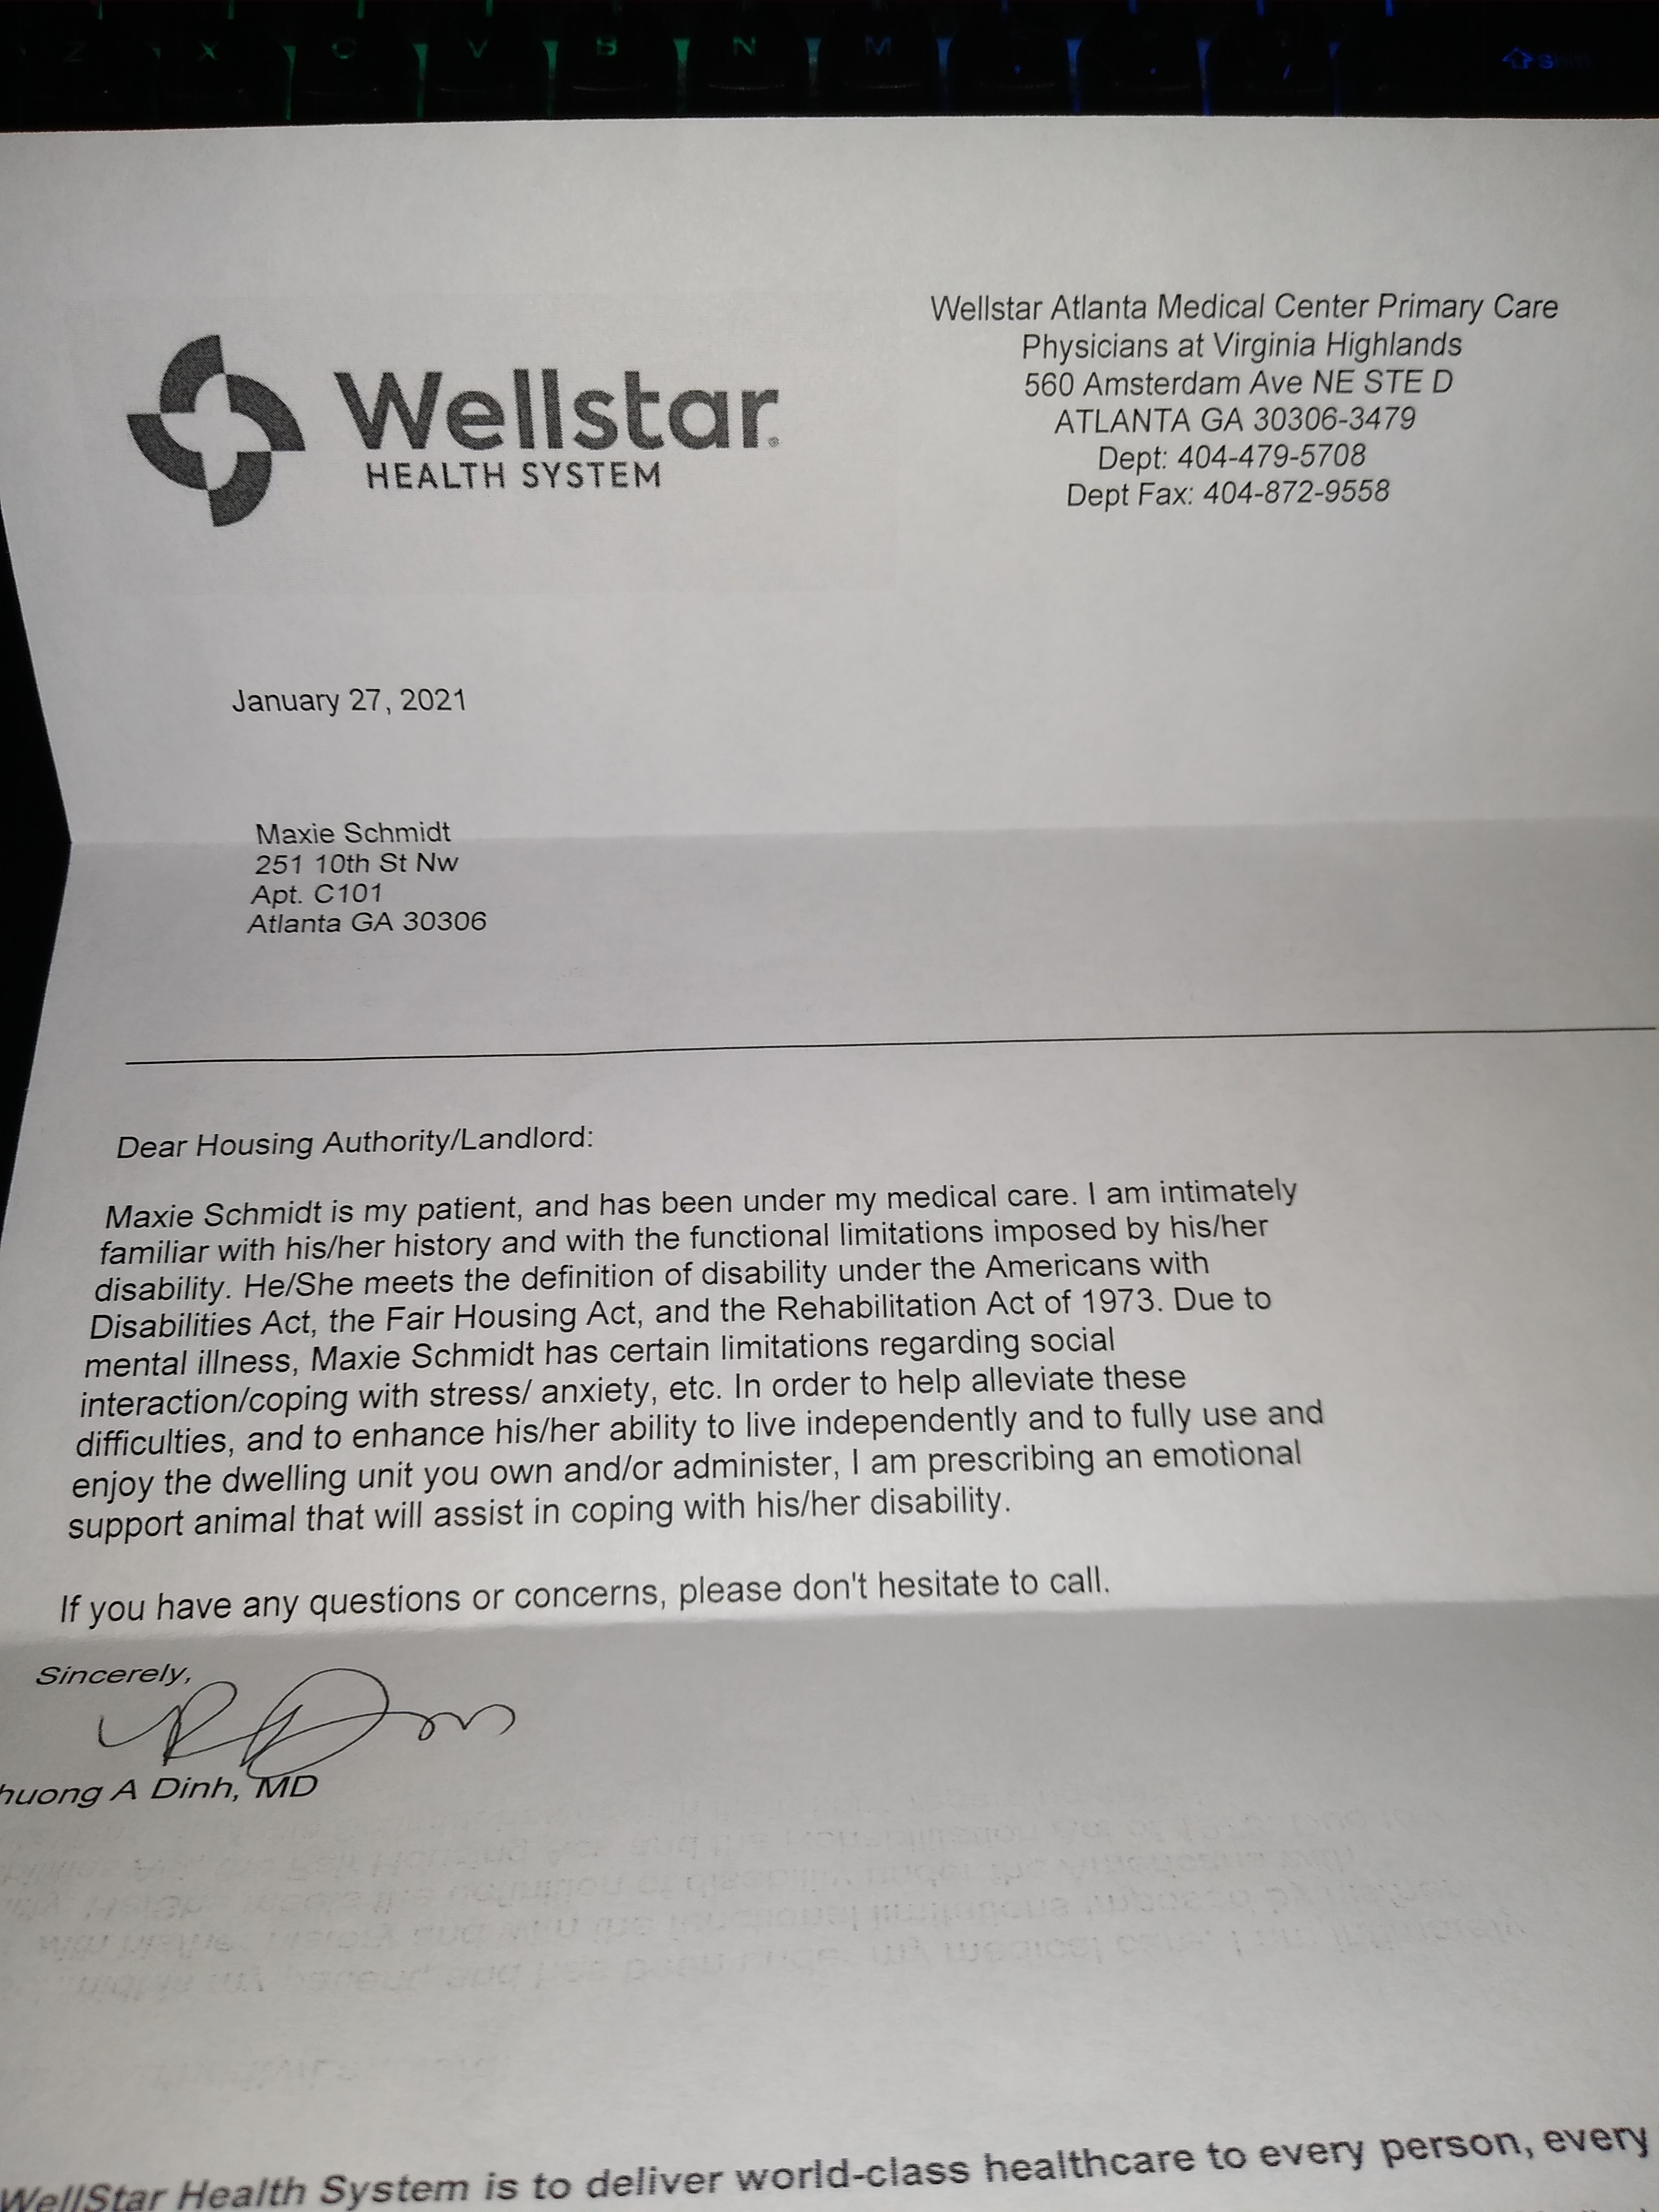 Z X C V B N M , . / Shift
Wellstar
HEALTH SYSTEM
Wellstar Atlanta Medical Center Primary Care
Physicians at Virginia Highlands
560 Amsterdam Ave NE STE D
ATLANTA GA 30306-3479
Dept: 404-479-5708
Dept Fax: 404-872-9558
January 27, 2021
Maxie Schmidt
251 10th St Nw
Apt. C101
Atlanta GA 30306
Dear Housing Authority/Landlord:
Maxie Schmidt is my patient, and has been under my medical care. I am intimately
familiar with his/her history and with the functional limitations imposed by his/her
disability. He/She meets the definition of disability under the Americans with
Disabilities Act, the Fair Housing Act, and the Rehabilitation Act of 1973. Due to
mental illness, Maxie Schmidt has certain limitations regarding social
interaction/coping with stress/ anxiety, etc. In order to help alleviate these
difficulties, and to enhance his/her ability to live independently and to fully use and
enjoy the dwelling unit you own and/or administer, I am prescribing an emotional
support animal that will assist in coping with his/her disability.
If you have any questions or concerns, please don't hesitate to call.
Sincerely,
huong A Dinh, MD
WellStar Health System is to deliver world-class healthcare to every person, every